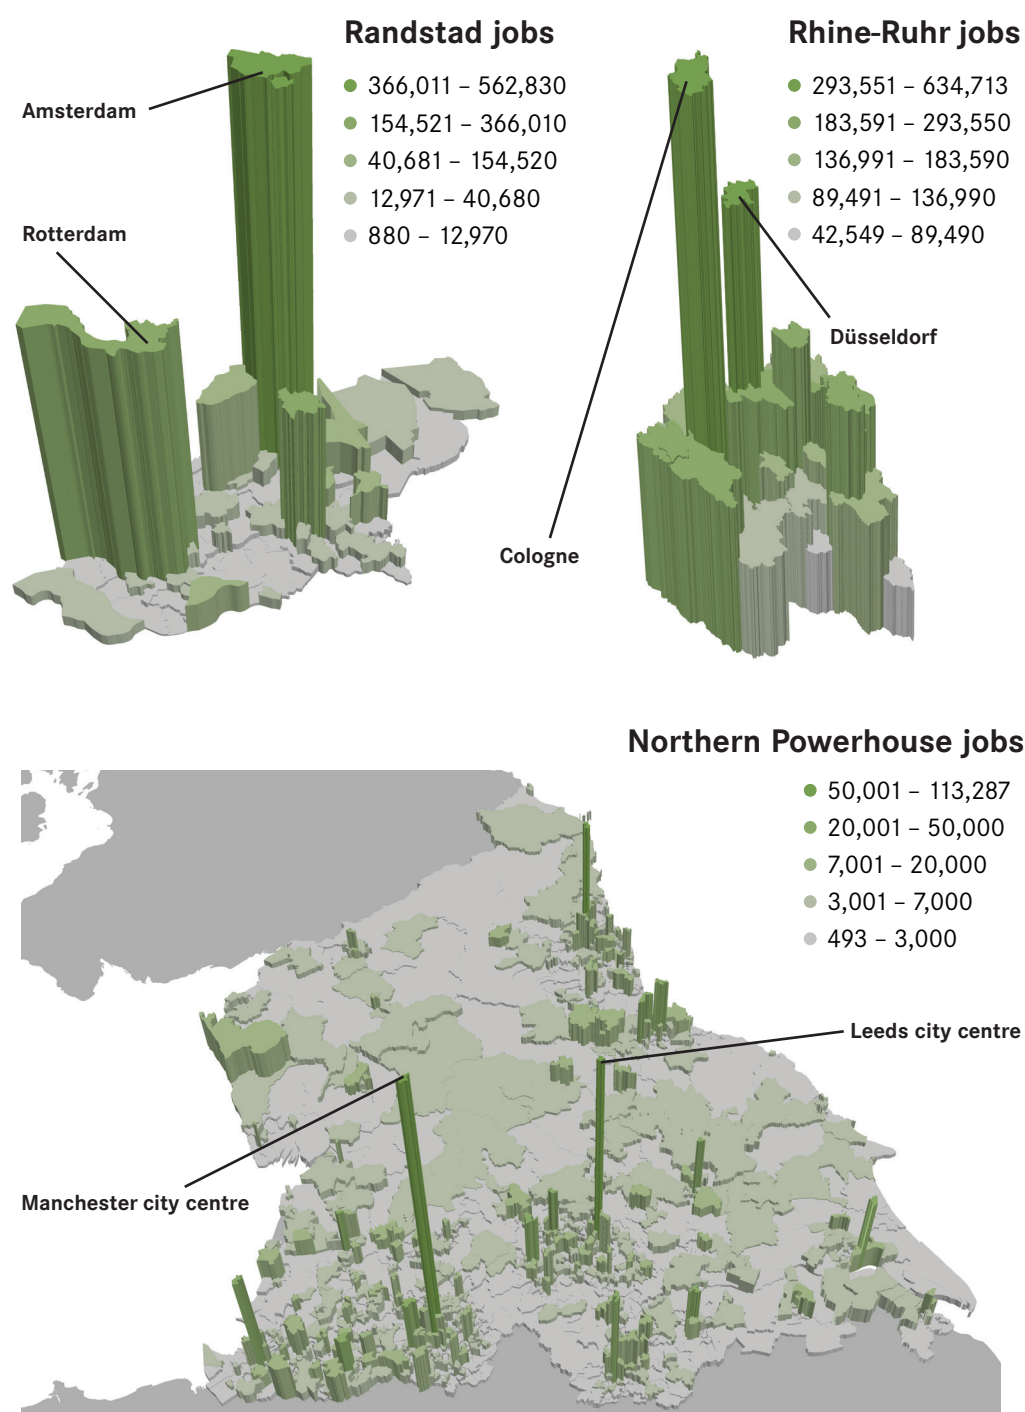 Randstad jobs
366,011 – 562,830
154,521 – 366,010
40,681 – 154,520
12,971 – 40,680
880 – 12,970
Amsterdam
Rotterdam
Rhine-Ruhr jobs
293,551 – 634,713
183,591 – 293,550
136,991 – 183,590
89,491 – 136,990
42,549 – 89,490
Düsseldorf
Cologne
Northern Powerhouse jobs
50,001 – 113,287
20,001 – 50,000
7,001 – 20,000
3,001 – 7,000
493 – 3,000
Leeds city centre
Manchester city centre